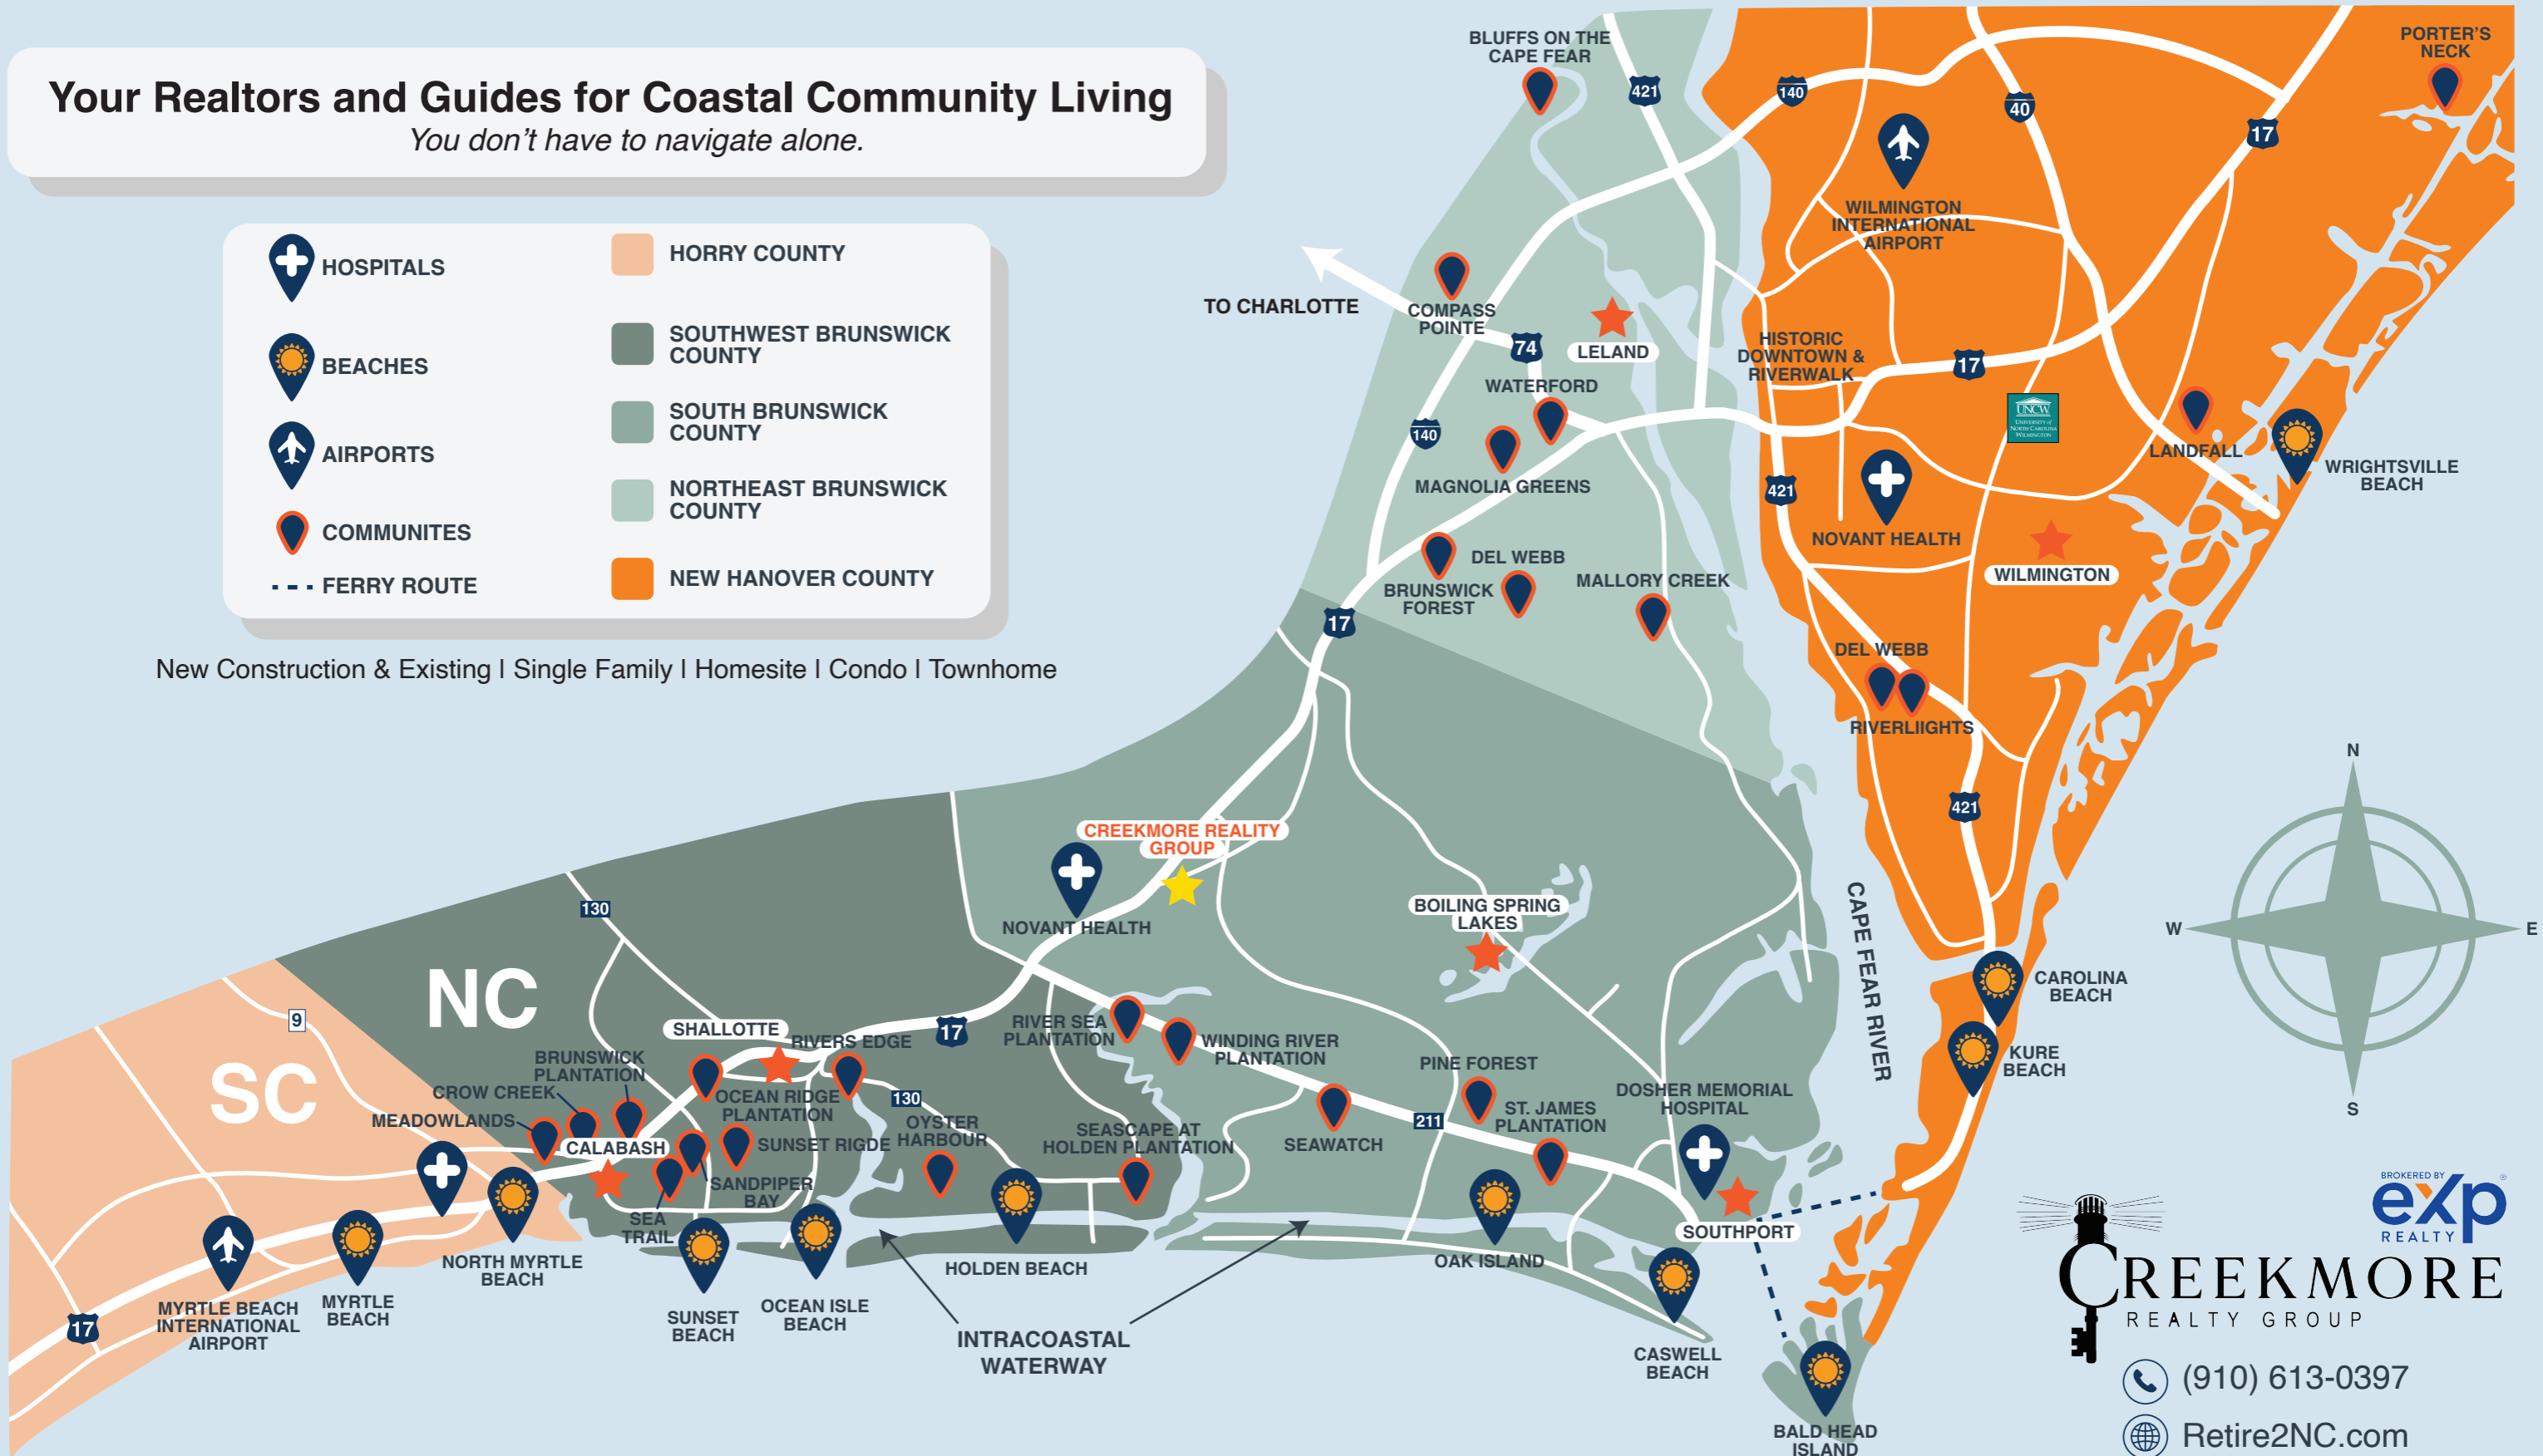 Your Realtors and Guides for Coastal Community Living
You don't have to navigate alone.
HOSPITALS
BEACHES
AIRPORTS
COMMUNITES
FERRY ROUTE
HORRY COUNTY
SOUTHWEST BRUNSWICK
COUNTY
SOUTH BRUNSWICK
COUNTY
NORTHEAST BRUNSWICK
COUNTY
NEW HANOVER COUNTY
New Construction & Existing | Single Family | Homesite | Condo | Townhome
BLUFFS ON THE
CAPE FEAR
421
140
40
17
PORTER'S
NECK
WILMINGTON
INTERNATIONAL
AIRPORT
TO CHARLOTTE
COMPASS
POINTE
74
LELAND
WATERFORD
HISTORIC
DOWNTOWN &
RIVERWALK
17
UNCW
UNIVERSITY of
NORTH CAROLINA
WILMINGTON
LANDFALL
WRIGHTSVILLE
BEACH
140
MAGNOLIA GREENS
421
NOVANT HEALTH
WILMINGTON
BRUNSWICK
FOREST
DEL WEBB
MALLORY CREEK
17
DEL WEBB
RIVERLIIGHTS
421
CREEKMORE REALITY
GROUP
NOVANT HEALTH
BOILING SPRING
LAKES
CAPE FEAR RIVER
N
W
E
S
CAROLINA
BEACH
KURE
BEACH
130
NC
9
SC
SHALLOTTE
RIVERS EDGE
17
RIVER SEA
PLANTATION
WINDING RIVER
PLANTATION
BRUNSWICK
PLANTATION
CROW CREEK
MEADOWLANDS
CALABASH
OCEAN RIDGE
PLANTATION
130
OYSTER
HARBOUR
SUNSET RIGDE
SANDPIPER
BAY
SEA
TRAIL
SEASCAPE AT
HOLDEN PLANTATION
SEAWATCH
211
PINE FOREST
ST. JAMES
PLANTATION
DOSHER MEMORIAL
HOSPITAL
SOUTHPORT
17
MYRTLE BEACH
INTERNATIONAL
AIRPORT
MYRTLE
BEACH
NORTH MYRTLE
BEACH
SUNSET
BEACH
OCEAN ISLE
BEACH
HOLDEN BEACH
INTRACOASTAL
WATERWAY
OAK ISLAND
CASWELL
BEACH
BALD HEAD
ISLAND
BROKERED BY
eXp
REALTY
®
CREEKMORE
REALTY GROUP
(910) 613-0397
Retire2NC.com